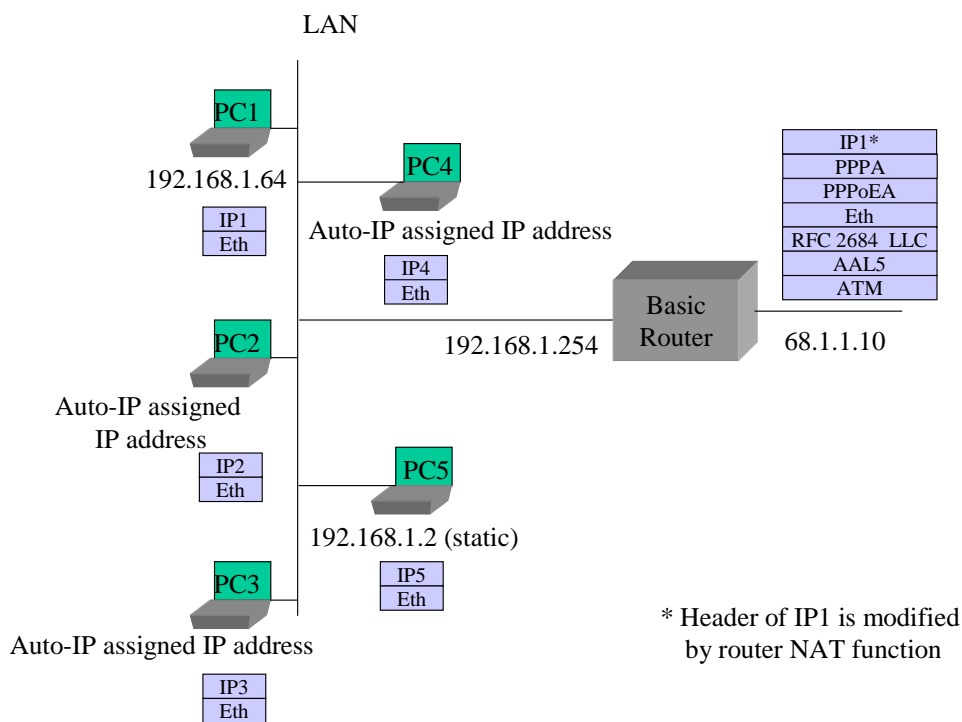 LAN
PC1
192.168.1.64
IP1
Eth
PC4
Auto-IP assigned IP address
IP4
Eth
IP1*
PPPA
PPPoEA
Eth
RFC 2684 LLC
AAL5
ATM
Basic
Router
192.168.1.254
68.1.1.10
PC2
Auto-IP assigned
IP address
IP2
Eth
PC5
192.168.1.2 (static)
IP5
Eth
PC3
Auto-IP assigned IP address
IP3
Eth
* Header of IP1 is modified
by router NAT function